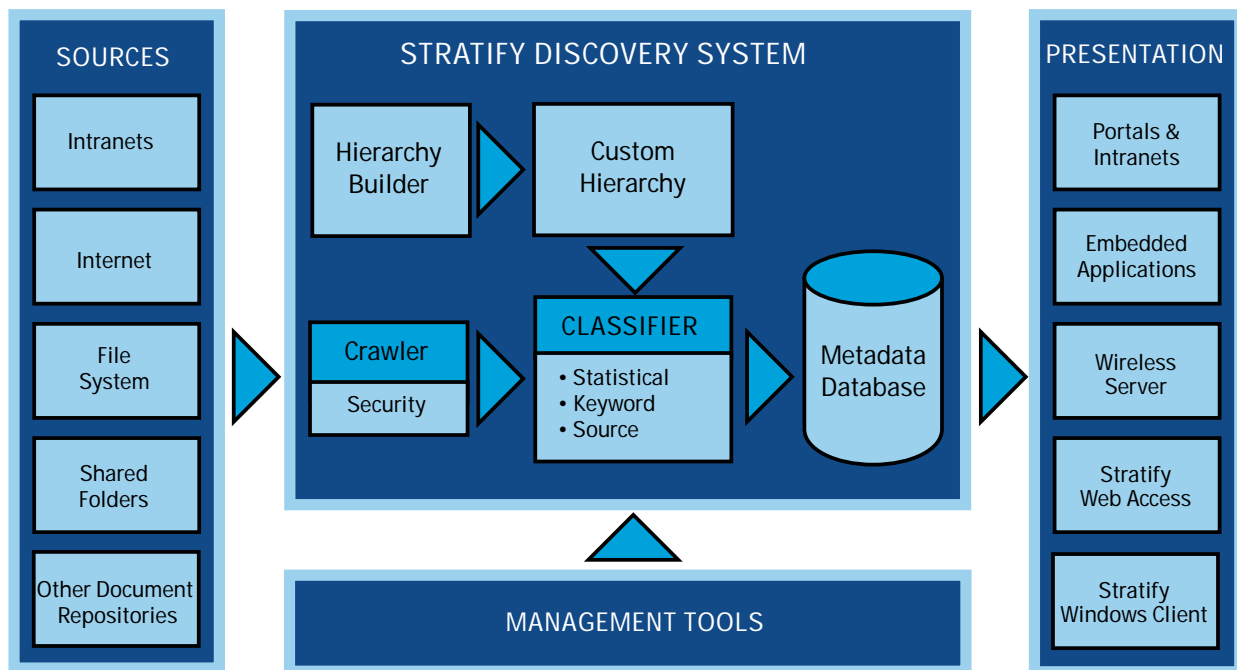 SOURCES
Intranets
Internet
File
System
Shared
Folders
Other Document
Repositories
STRATIFY DISCOVERY SYSTEM
Hierarchy
Builder
Custom
Hierarchy
Crawler
Security
CLASSIFIER
• Statistical
• Keyword
• Source
Metadata
Database
MANAGEMENT TOOLS
PRESENTATION
Portals &
Intranets
Embedded
Applications
Wireless
Server
Stratify
Web Access
Stratify
Windows Client